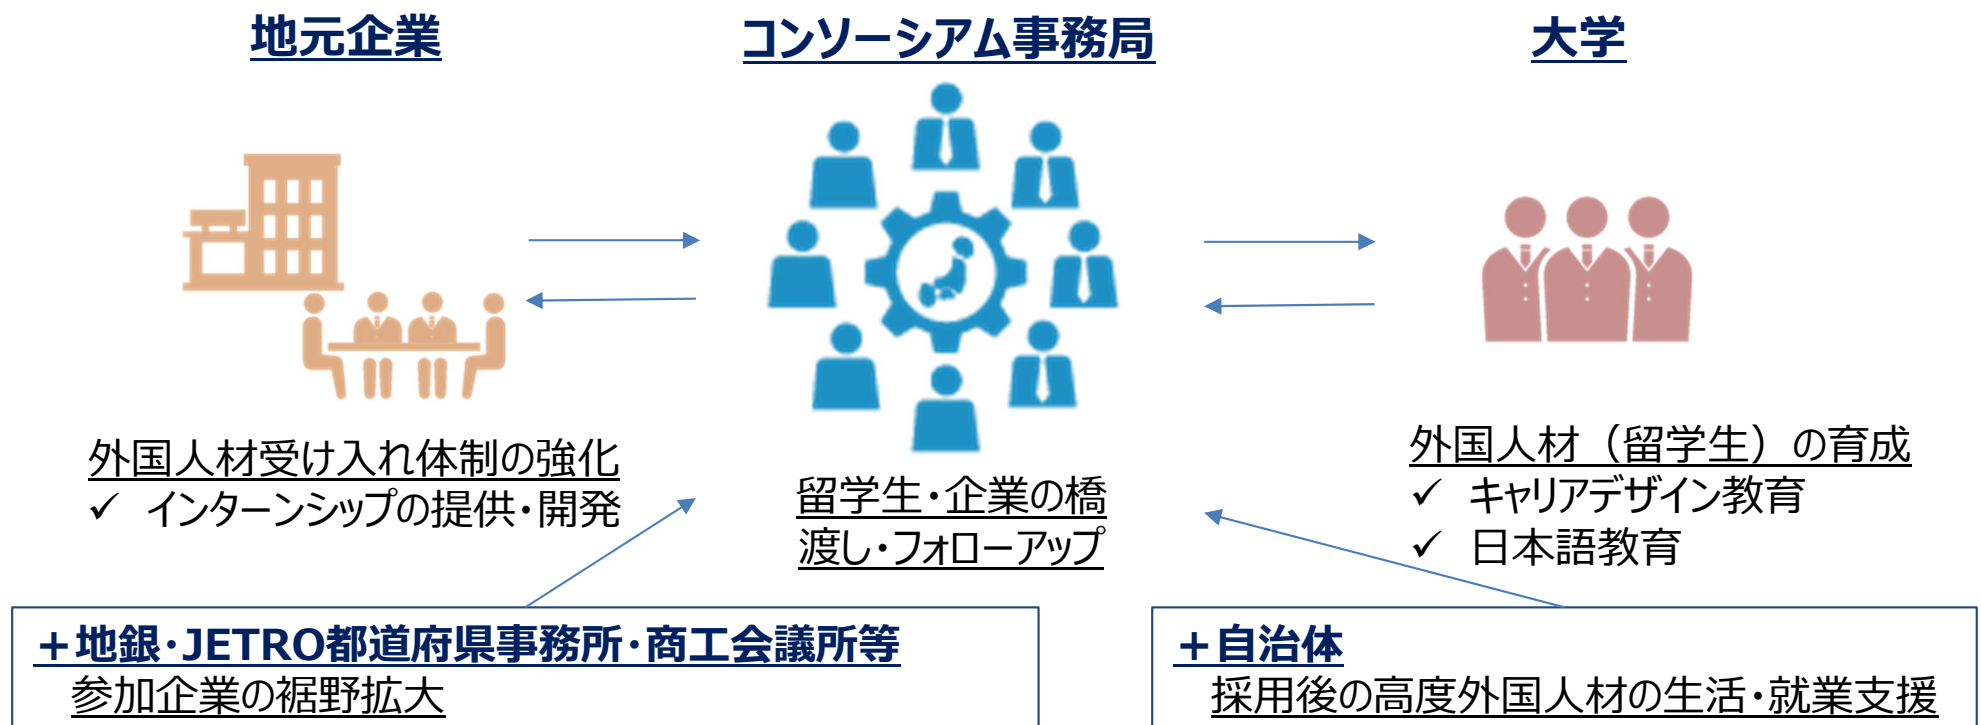 地元企業
コンソーシアム事務局
大学
外国人材受け入れ体制の強化
✓ インターンシップの提供・開発
留学生・企業の橋
渡し・フォローアップ
外国人材（留学生）の育成
✓ キャリアデザイン教育
✓ 日本語教育
＋地銀・JETRO都道府県事務所・商工会議所等
参加企業の裾野拡大
＋自治体
採用後の高度外国人材の生活・就業支援